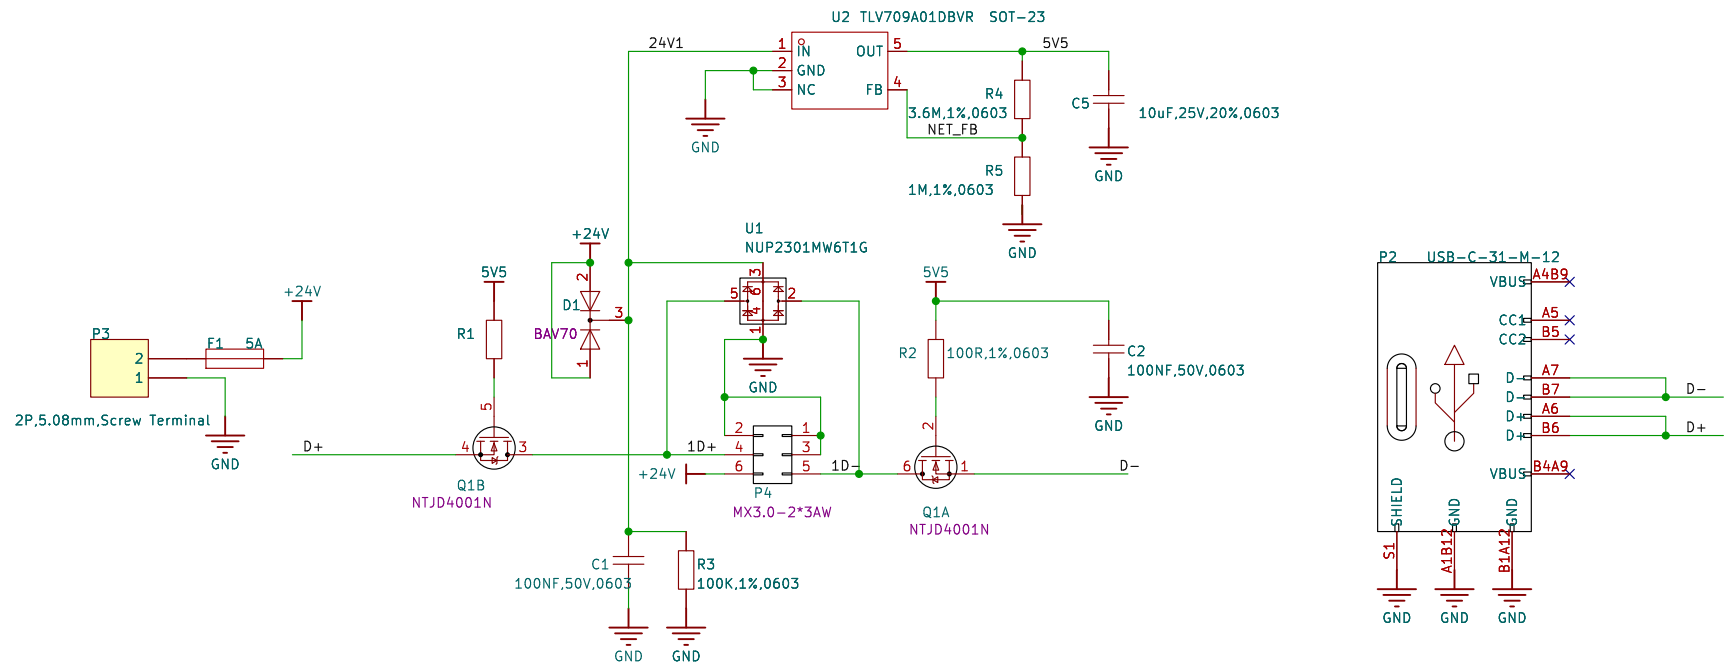 U2 TLV709A01DBVR SOT-23
24V1
1
IN
OUT
5
5V5
2
GND
3
NC
FB
4
R4
3.6M,1%,0603
NET_FB
C5
10uF,25V,20%,0603
GND
GND
R5
1M,1%,0603
GND
+24V
U1
NUP2301MW6T1G
P2
USB-C-31-M-12
5V5
2
D1
3
BAV70
1
3
6
5
2
4
1
GND
5V5
R1
R2
100R,1%,0603
C2
100NF,50V,0603
GND
+24V
P3
F1
5A
2
1
2P,5.08mm,Screw Terminal
GND
VBUS
A4B9
CC1
A5
CC2
B5
D-
A7
D-
B7
D-
D+
A6
D+
B6
D+
VBUS
B4A9
SHIELD
GND
GND
S1
A1B12
B1A12
GND
GND
GND
5
D+
4
3
Q1B
NTJD4001N
1D+
2
1
4
3
+24V
6
5
1D-
P4
MX3.0-2*3AW
2
6
1
D-
Q1A
NTJD4001N
C1
100NF,50V,0603
R3
100K,1%,0603
GND
GND